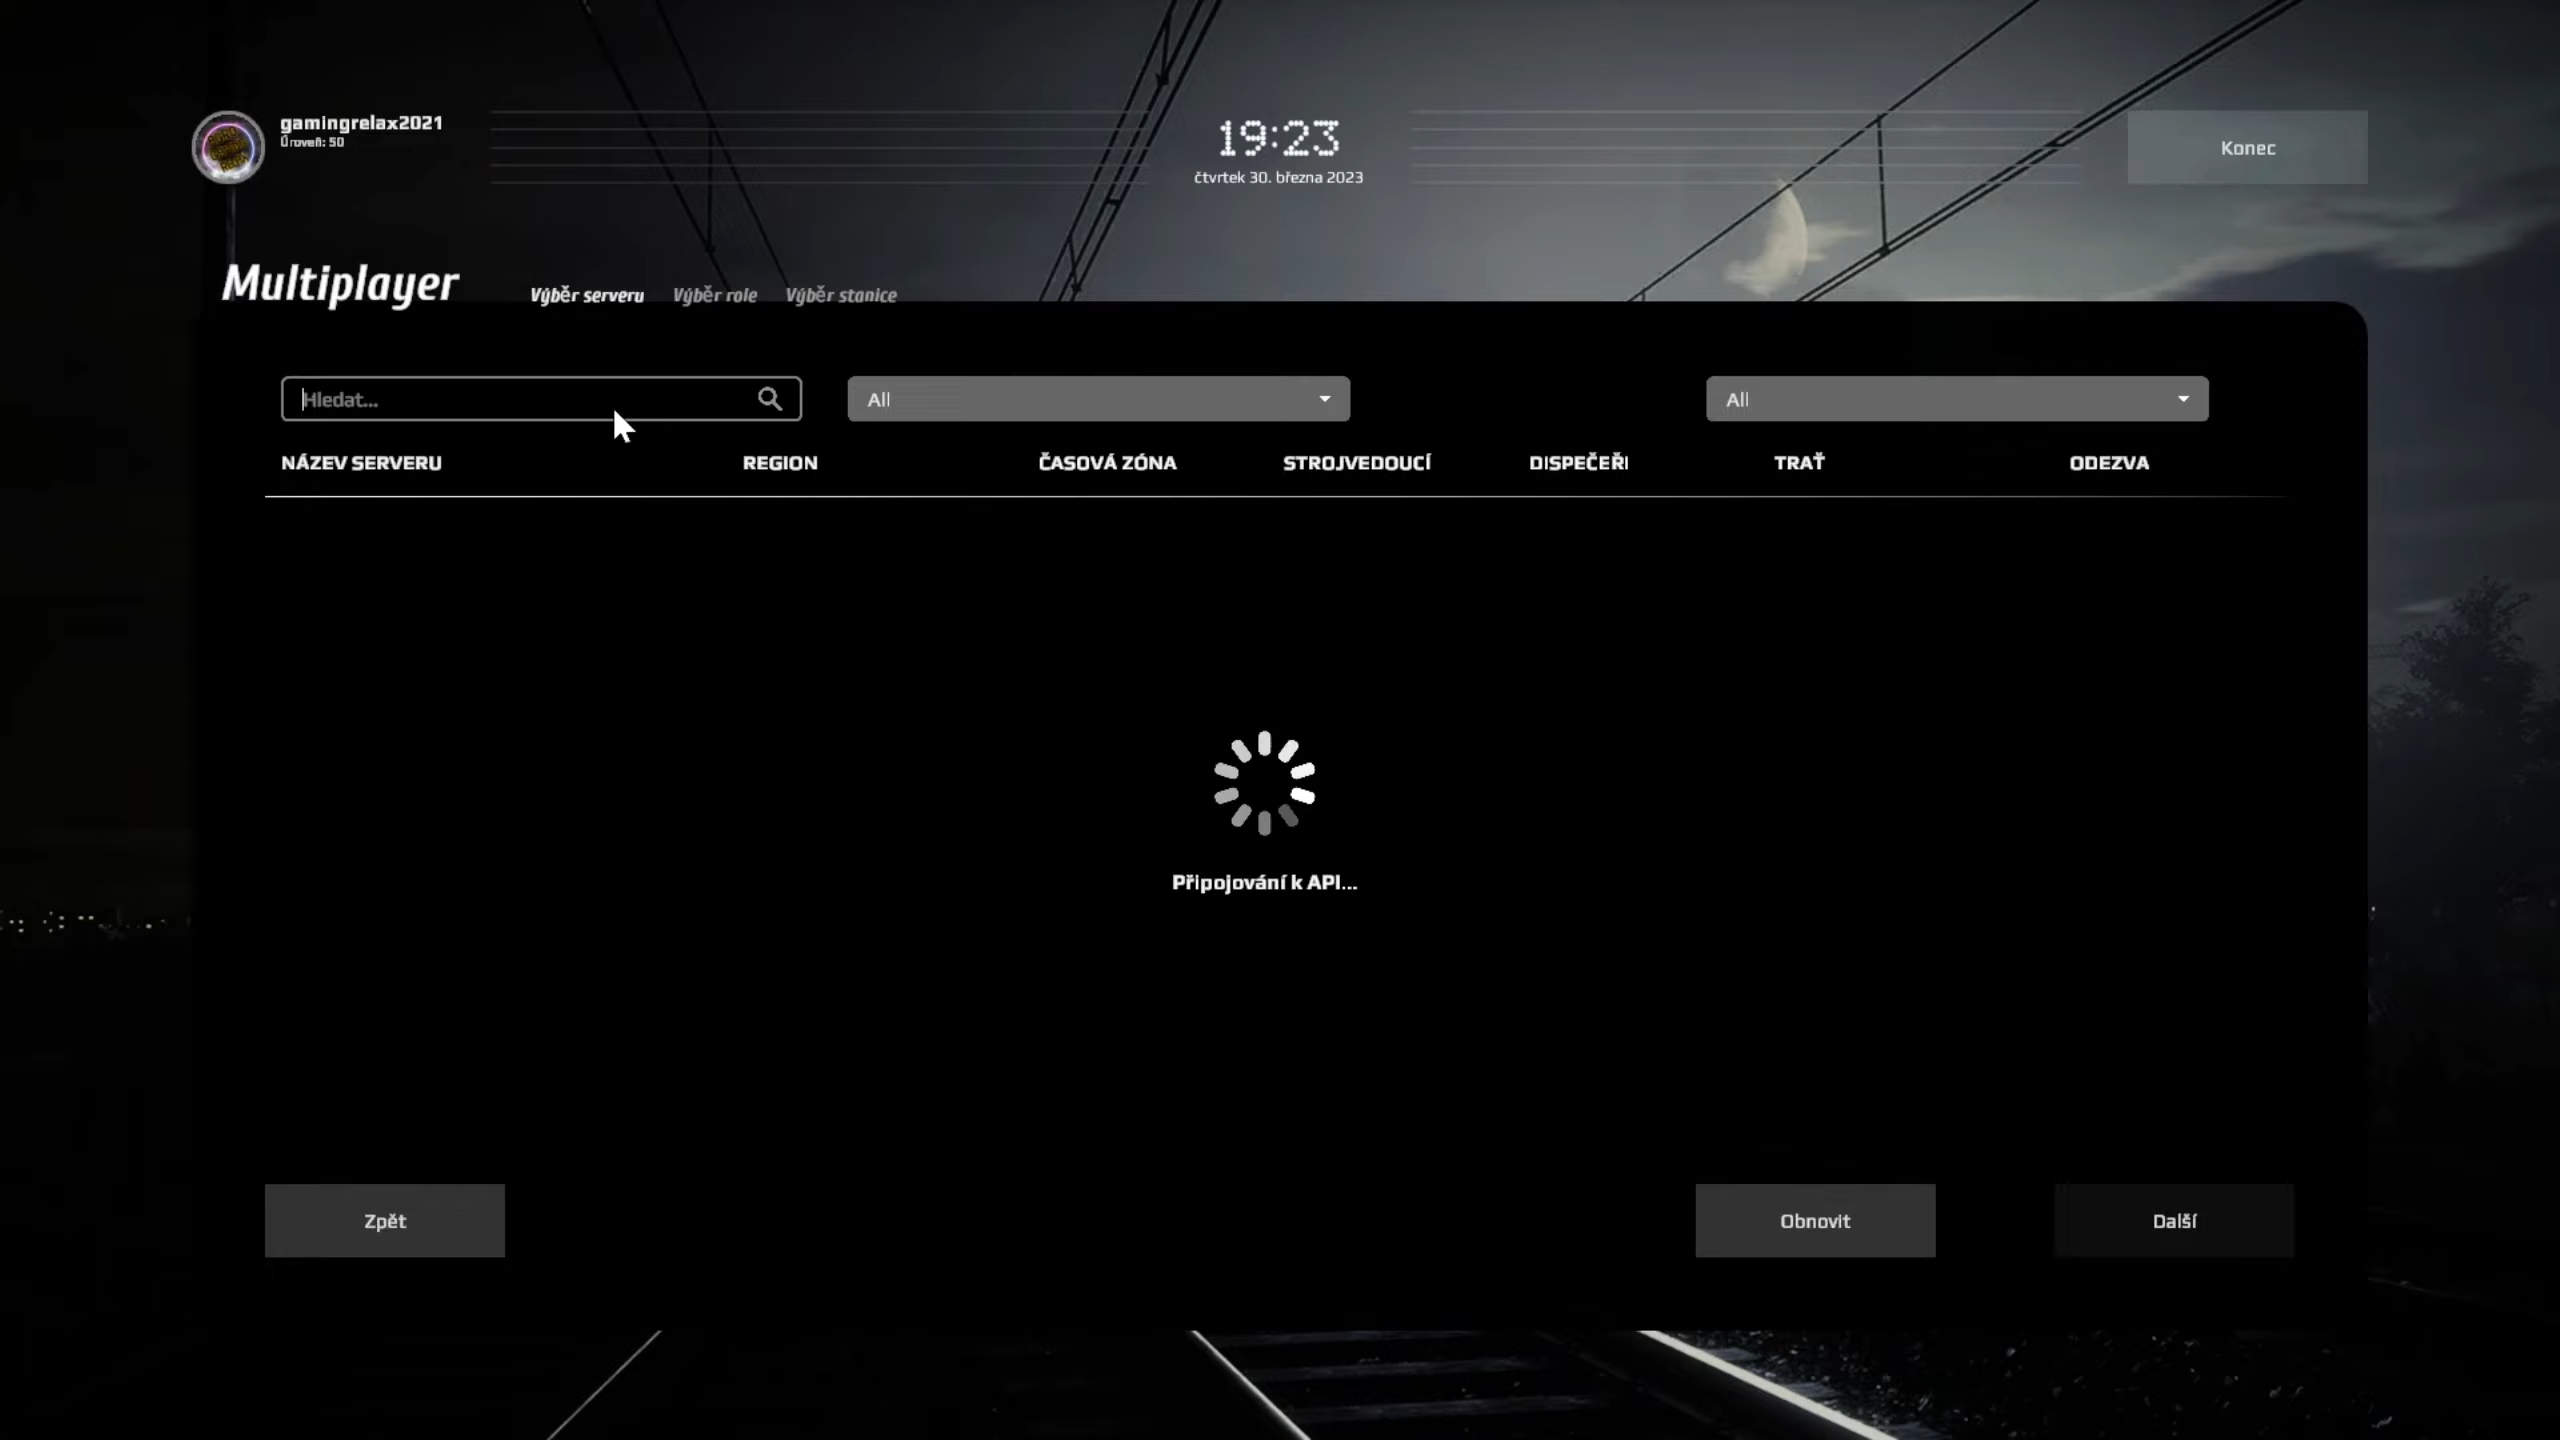 gamingrelax2021
Úroveň: 50
19:23
čtvrtek 30. března 2023
Konec
Multiplayer
Výběr serveru
Výběr role
Výběr stanice
Hledat...
All
All
NÁZEV SERVERU
REGION
ČASOVÁ ZÓNA
STROJVEDOUCÍ
DISPEČEŘI
TRAŤ
ODEZVA
Připojování k API...
Zpět
Obnovit
Další